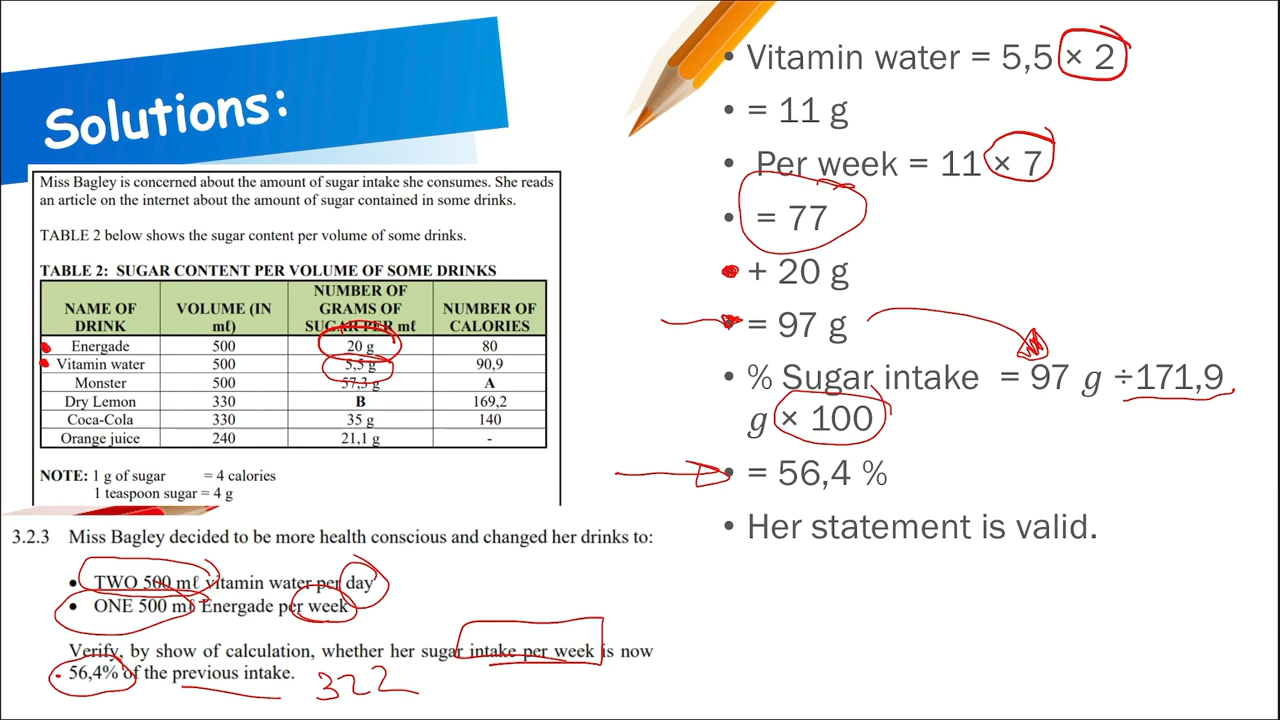 Solutions:
Miss Bagley is concerned about the amount of sugar intake she consumes. She reads
an article on the internet about the amount of sugar contained in some drinks.
TABLE 2 below shows the sugar content per volume of some drinks.
TABLE 2: SUGAR CONTENT PER VOLUME OF SOME DRINKS
NAME OF DRINK VOLUME (IN mℓ) NUMBER OF GRAMS OF SUGAR PER mℓ NUMBER OF CALORIES
Energade 500 20 g 80
Vitamin water 500 5,5 g 90,9
Monster 500 57,3 g A
Dry Lemon 330 B 169,2
Coca-Cola 330 35 g 140
Orange juice 240 21,1 g -
NOTE: 1 g of sugar = 4 calories
1 teaspoon sugar = 4 g
3.2.3 Miss Bagley decided to be more health conscious and changed her drinks to:
• TWO 500 mℓ vitamin water per day
• ONE 500 mℓ Energade per week
Verify, by show of calculation, whether her sugar intake per week is now
56,4% of the previous intake.
322
• Vitamin water = 5,5 × 2
• = 11 g
• Per week = 11 × 7
• = 77
• + 20 g
• = 97 g
• % Sugar intake = 97 g ÷171,9
g × 100
• = 56,4 %
• Her statement is valid.